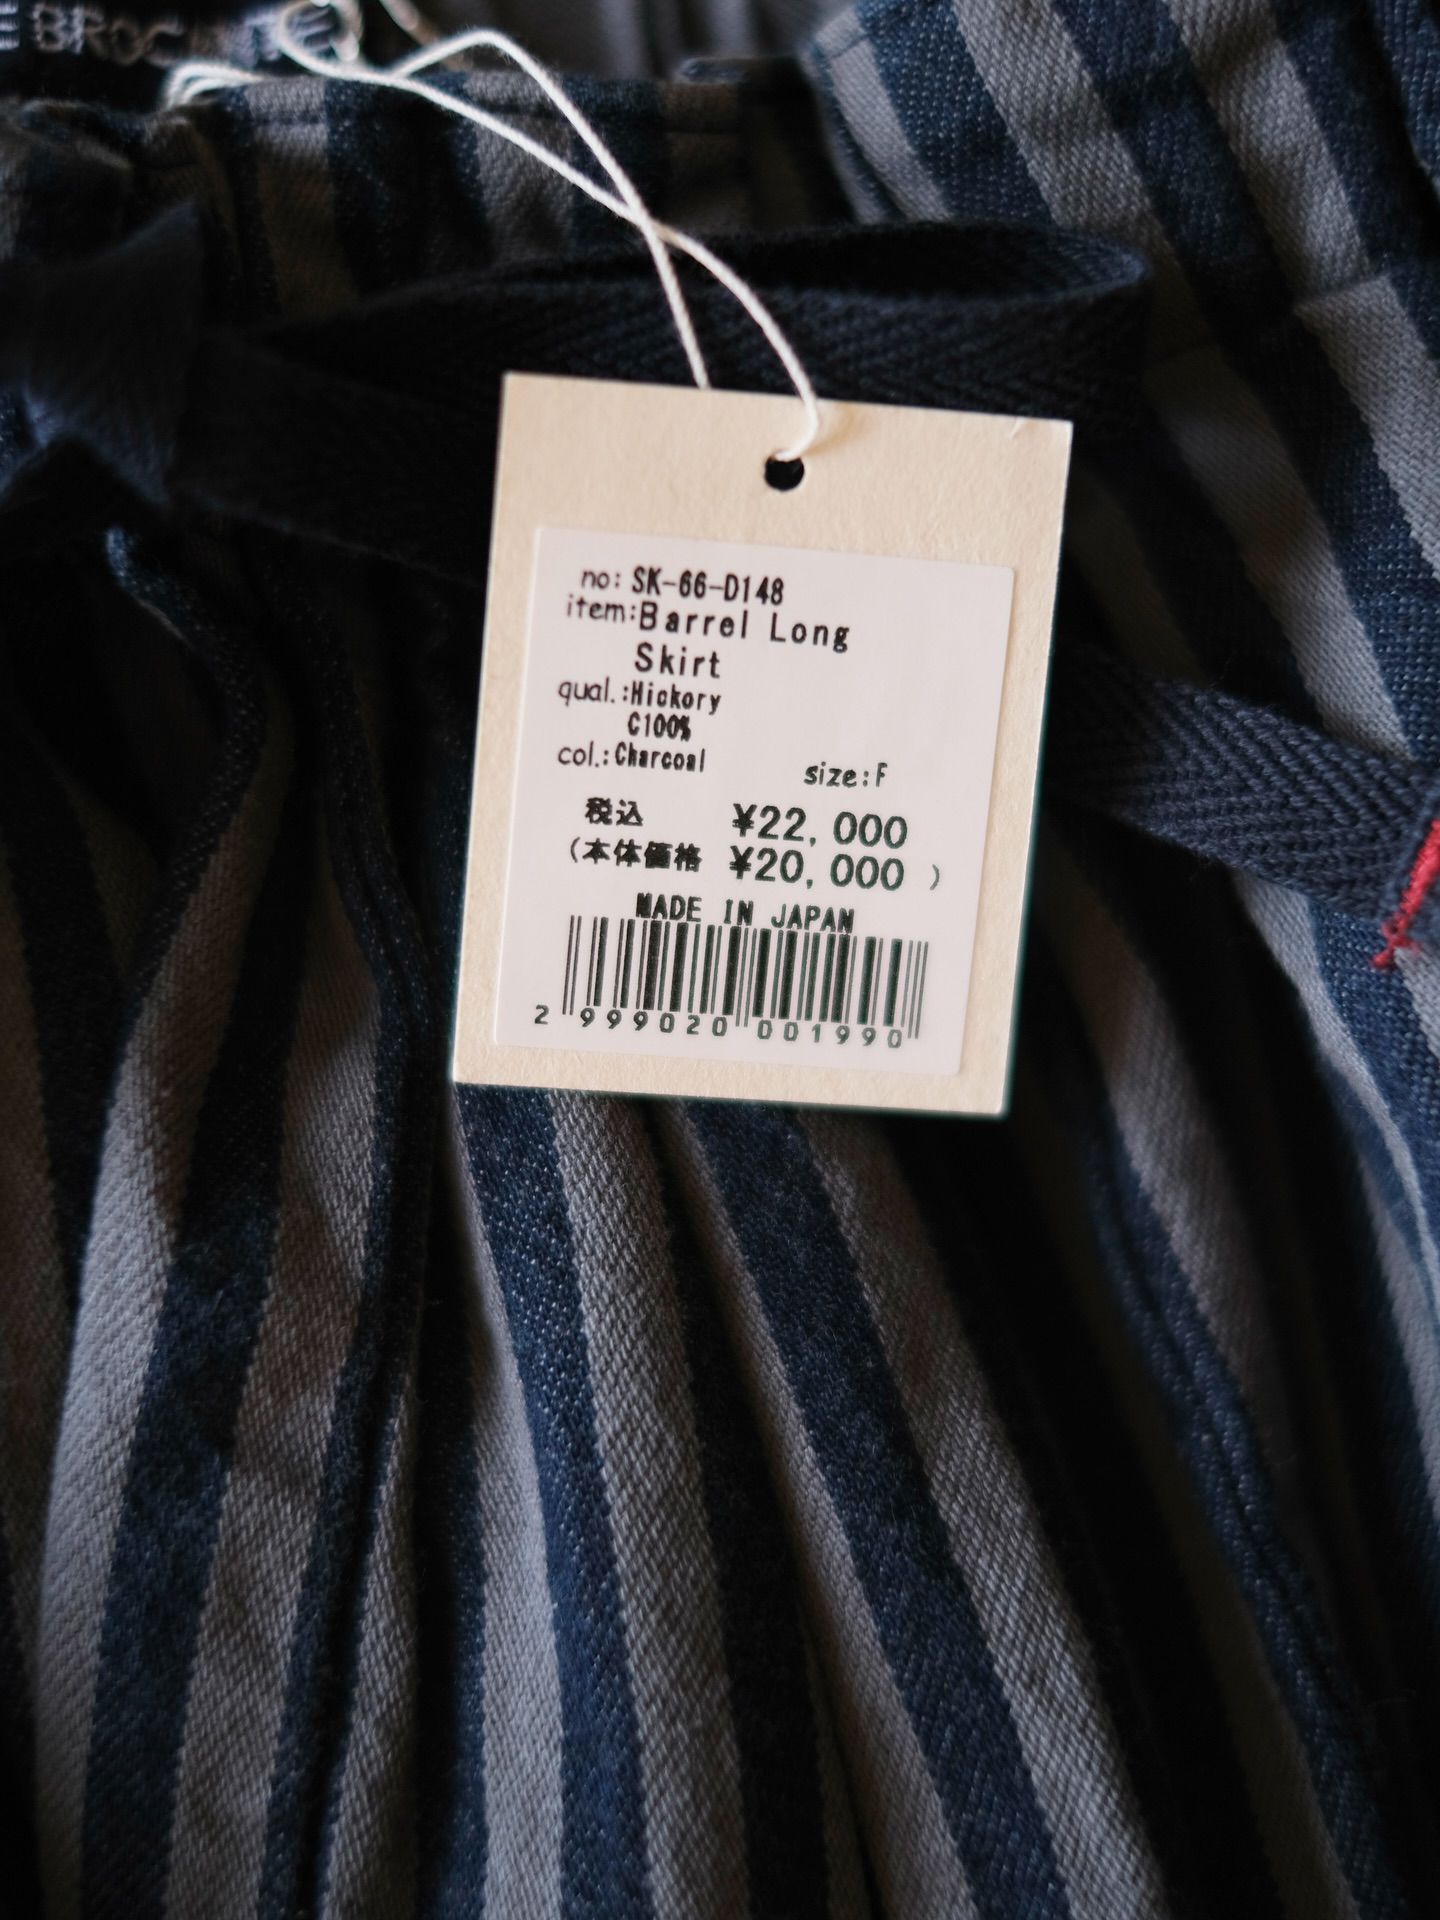 no: SK-66-D148
item:Barrel Long
Skirt
qual.:Hickory
C100%
col.:Charcoal size:F
税込 ¥22,000
(本体価格 ¥20,000 )
MADE IN JAPAN
2 999020 001990